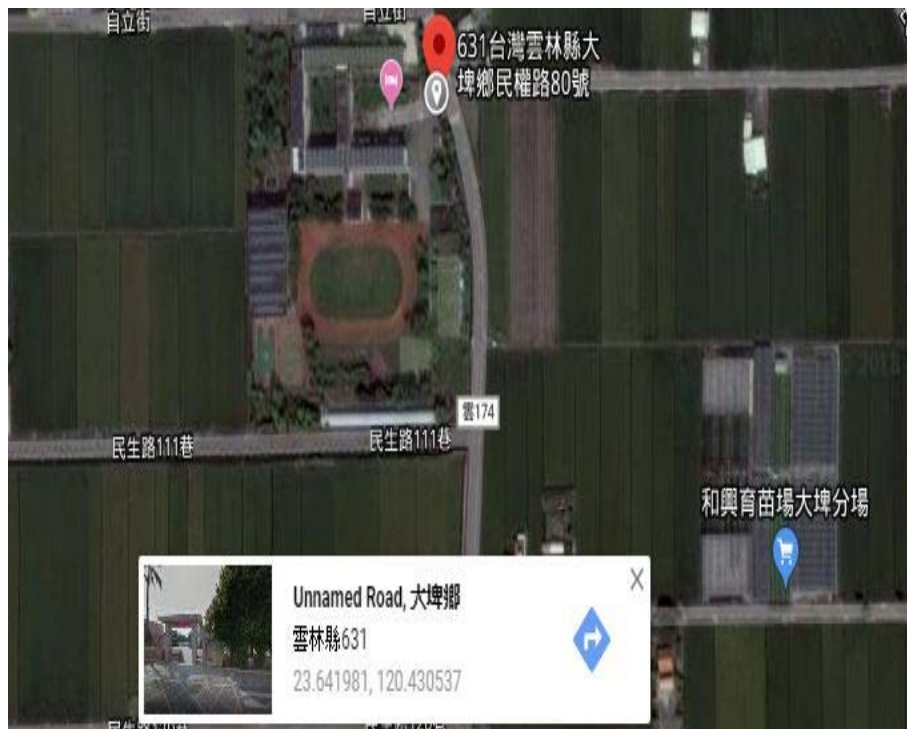 自立街
自立街
631台灣雲林縣大
埤鄉民權路80號
雲174
民生路111巷
民生路111巷
和興育苗場大埤分場
Unnamed Road, 大埤鄉
雲林縣631
23.641981, 120.430537